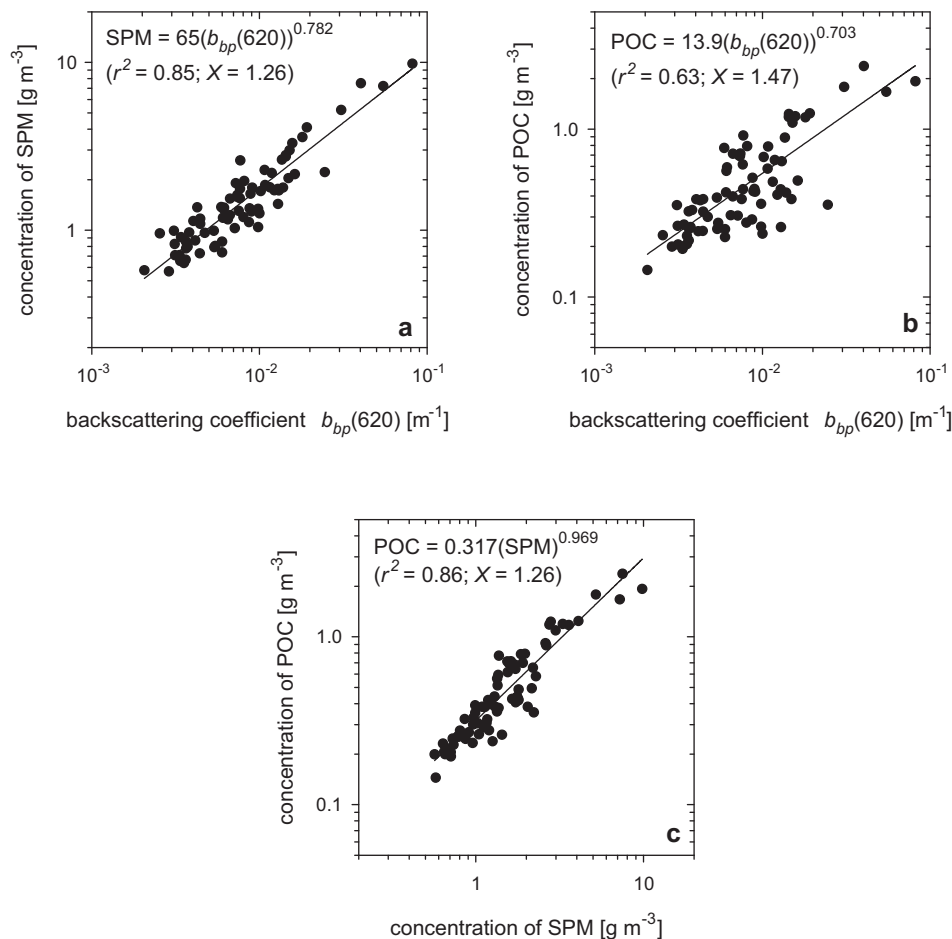 SPM = 65(b_bp(620))^0.782
(r² = 0.85; X = 1.26)
concentration of SPM [g m⁻³]
10
1
a
10⁻³
10⁻²
10⁻¹
backscattering coefficient b_bp(620) [m⁻¹]
POC = 13.9(b_bp(620))^0.703
(r² = 0.63; X = 1.47)
concentration of POC [g m⁻³]
1.0
0.1
b
10⁻³
10⁻²
10⁻¹
backscattering coefficient b_bp(620) [m⁻¹]
POC = 0.317(SPM)^0.969
(r² = 0.86; X = 1.26)
concentration of POC [g m⁻³]
1.0
0.1
c
1
10
concentration of SPM [g m⁻³]